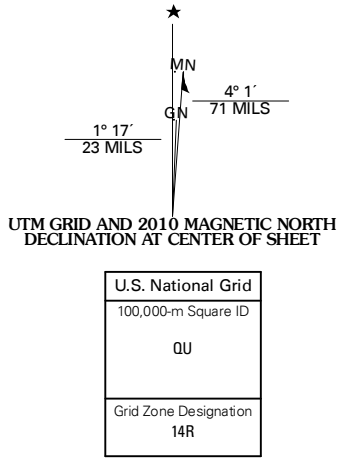 ★
MN
GN
4° 1´
71 MILS
1° 17´
23 MILS
UTM GRID AND 2010 MAGNETIC NORTH
DECLINATION AT CENTER OF SHEET
U.S. National Grid
100,000-m Square ID
QU
Grid Zone Designation
14R